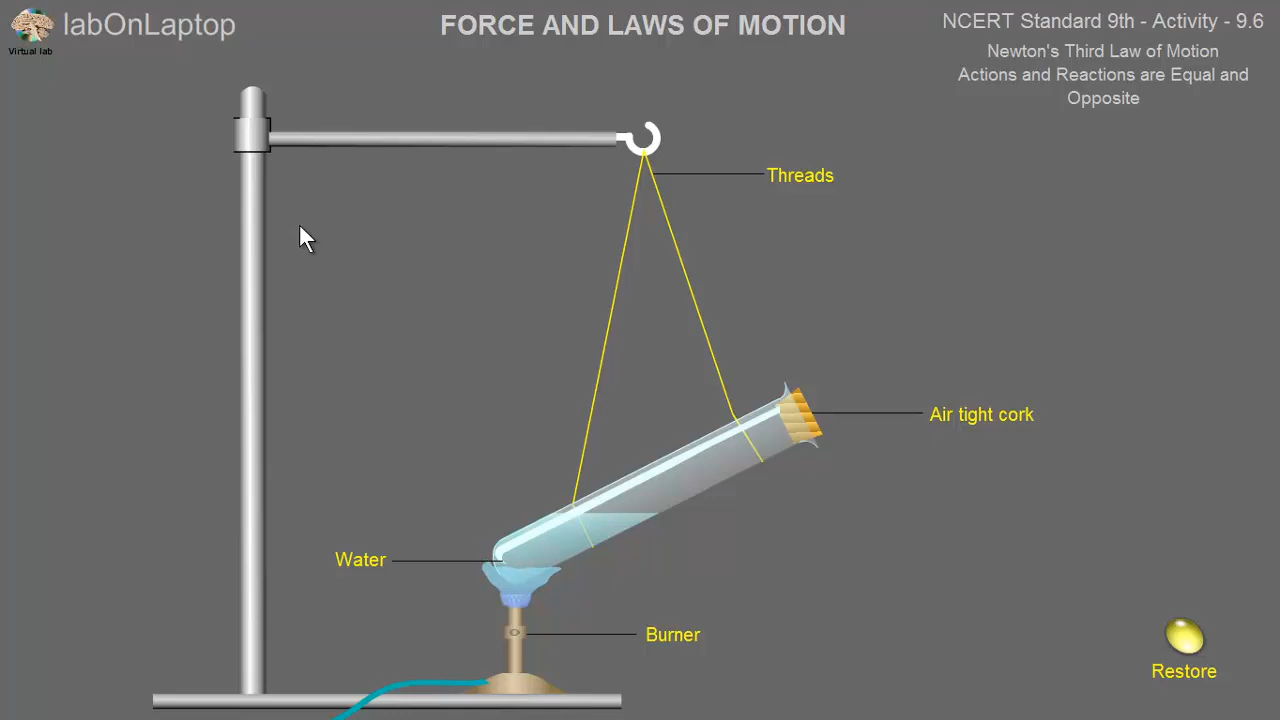 labOnLaptop
Virtual lab
FORCE AND LAWS OF MOTION
NCERT Standard 9th - Activity - 9.6
Newton's Third Law of Motion
Actions and Reactions are Equal and
Opposite
Threads
Air tight cork
Water
Burner
Restore